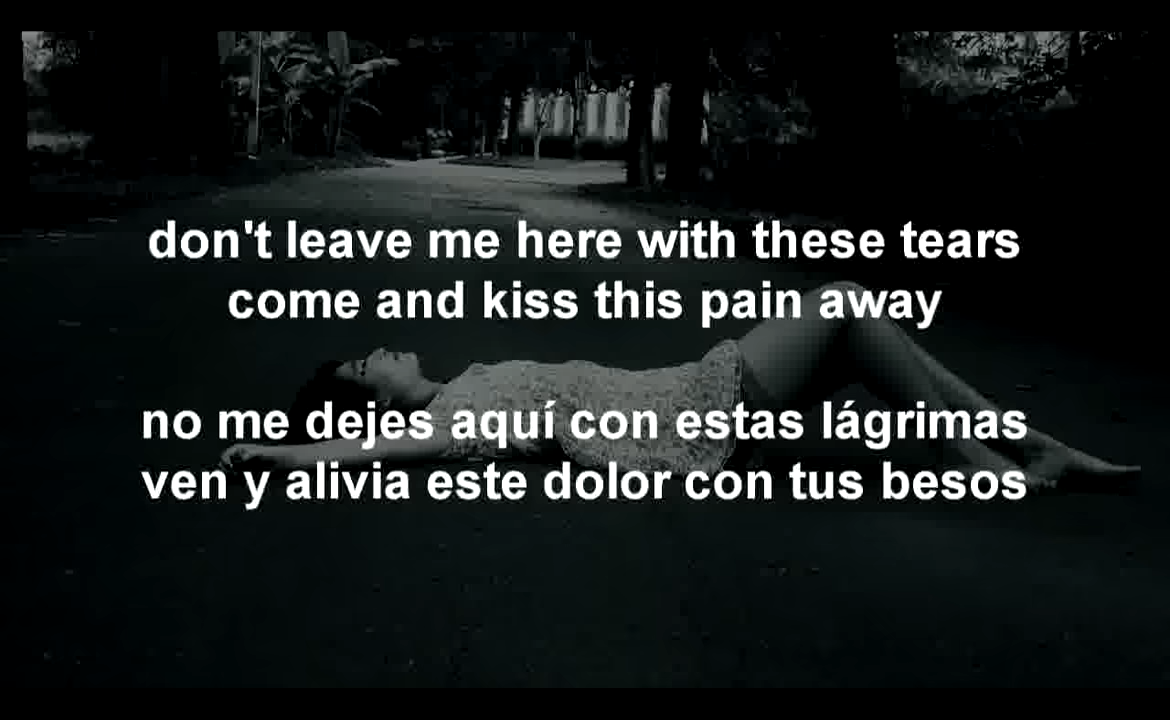 don't leave me here with these tears
come and kiss this pain away
no me dejes aquí con estas lágrimas
ven y alivia este dolor con tus besos